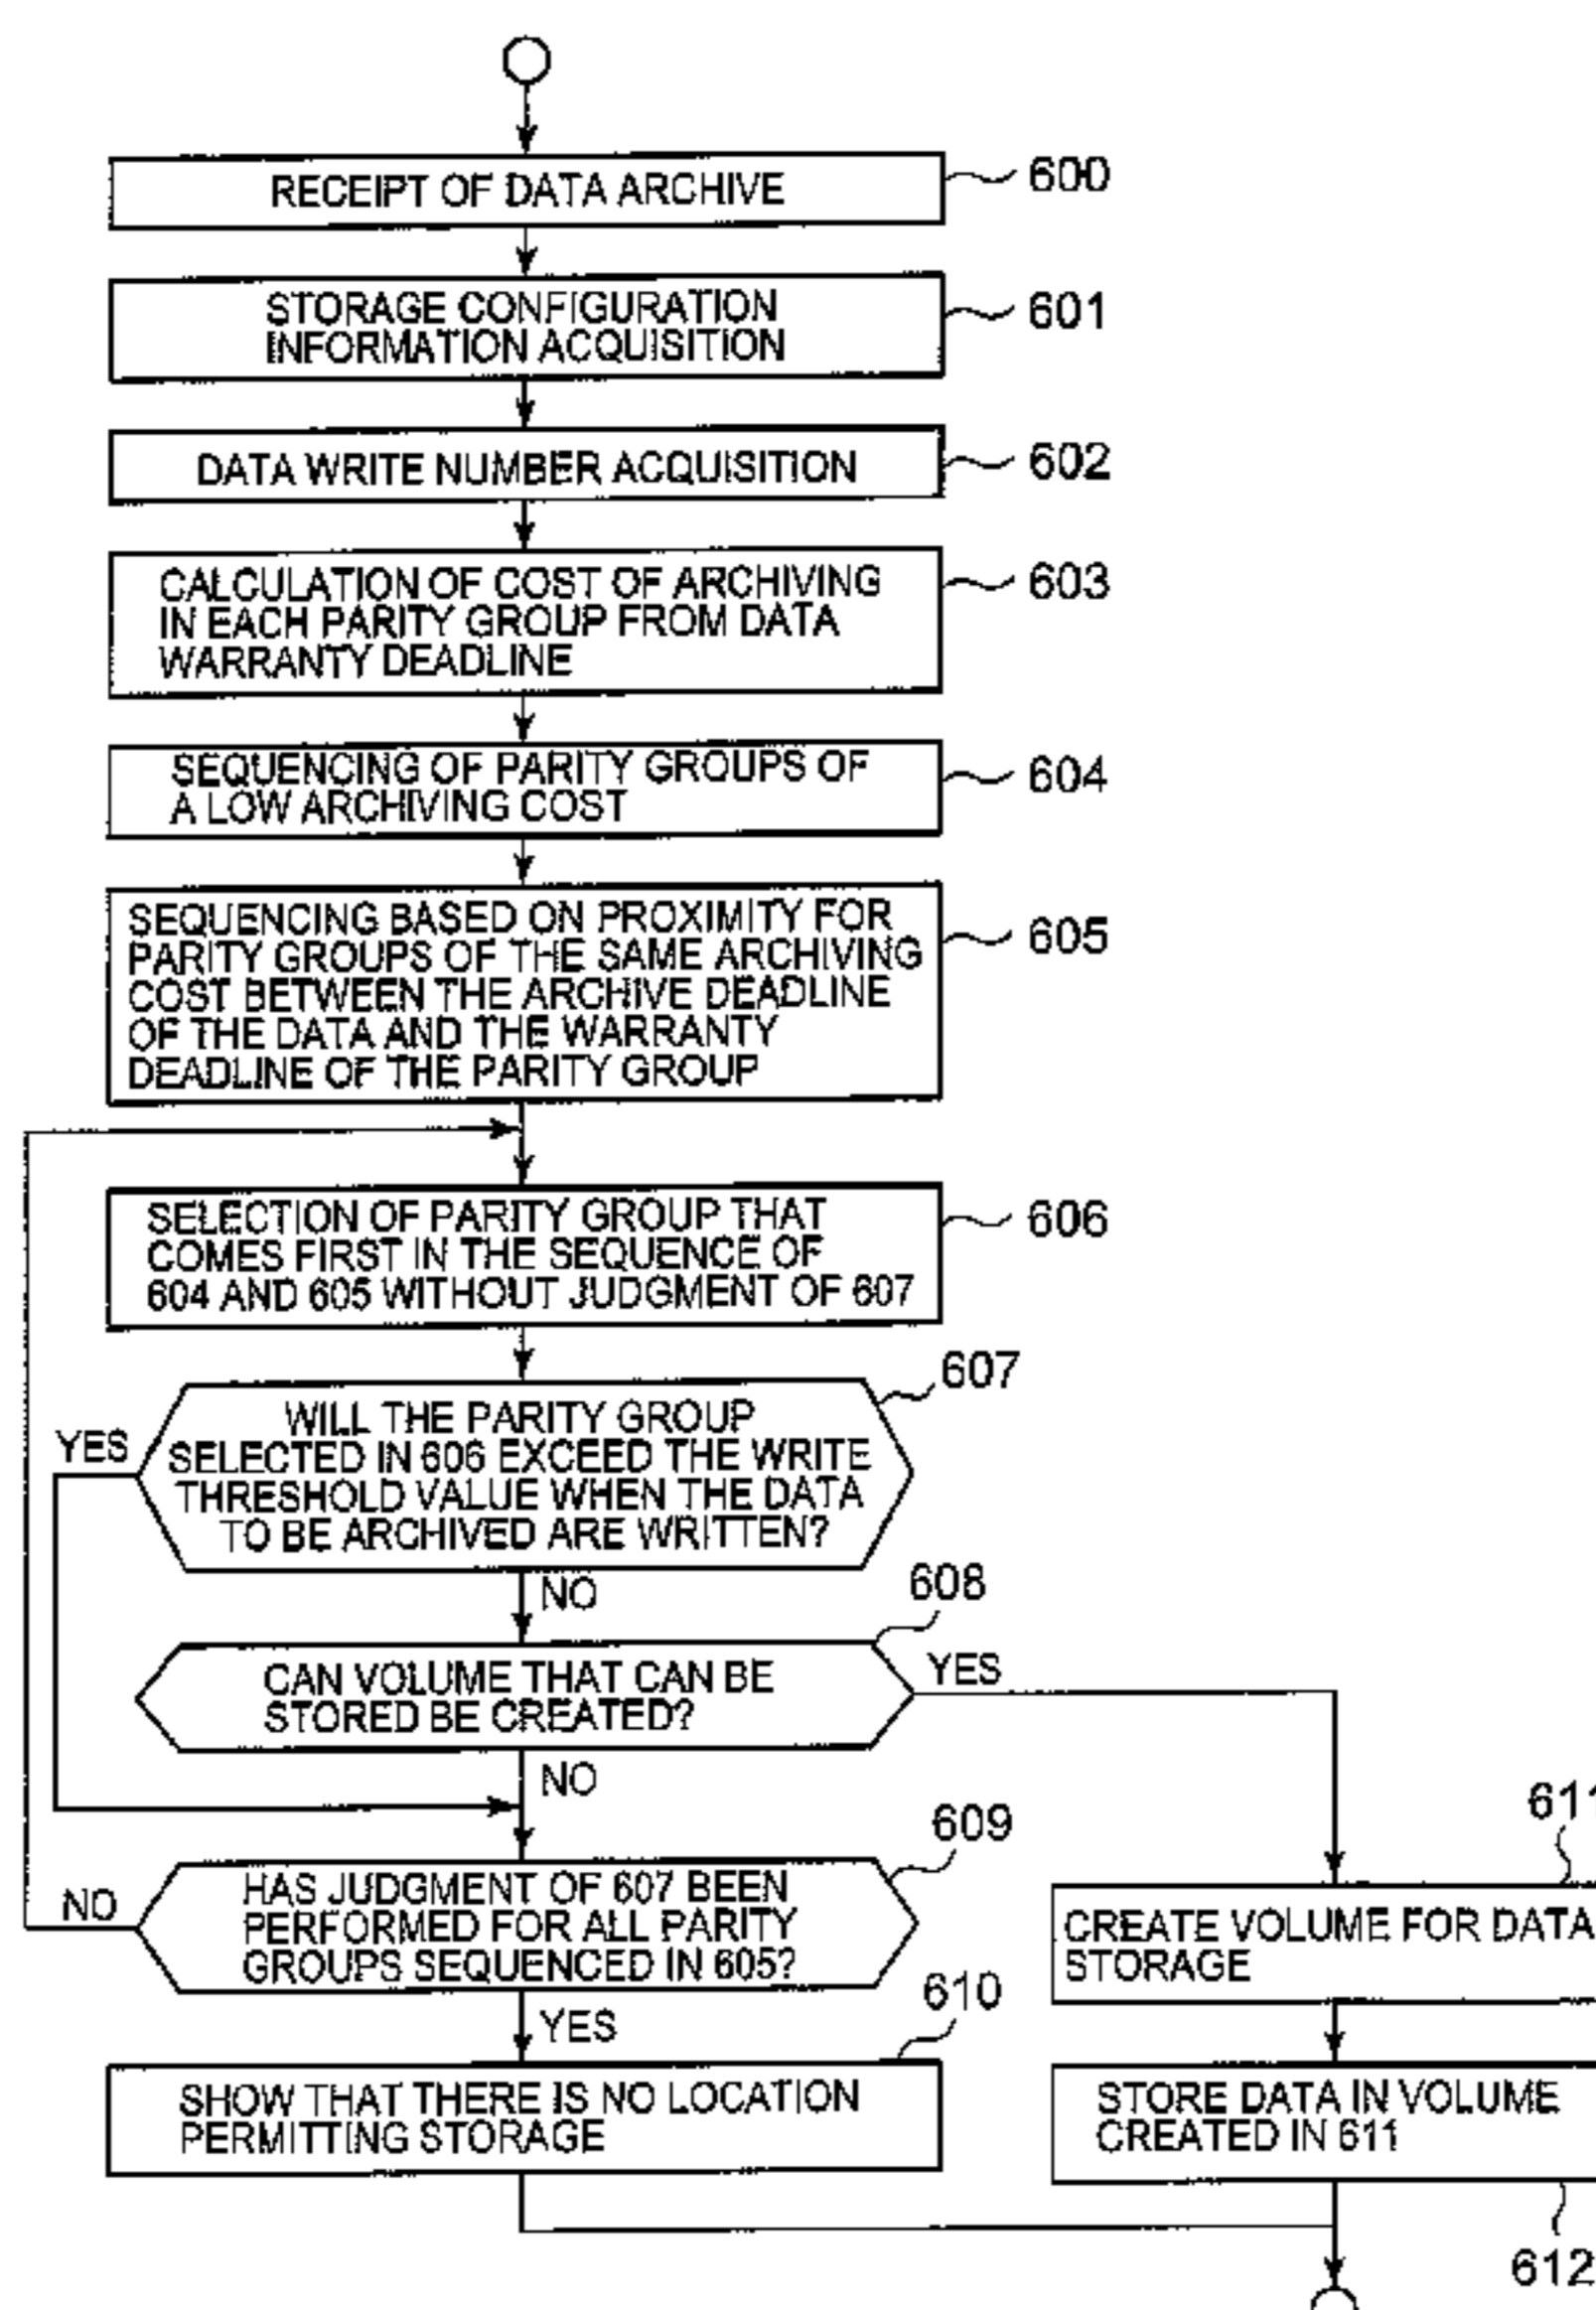 RECEIPT OF DATA ARCHIVE
600
STORAGE CONFIGURATION
INFORMATION ACQUISITION
601
DATA WRITE NUMBER ACQUISITION
602
CALCULATION OF COST OF ARCHIVING
IN EACH PARITY GROUP FROM DATA
WARRANTY DEADLINE
603
SEQUENCING OF PARITY GROUPS OF
A LOW ARCHIVING COST
604
SEQUENCING BASED ON PROXIMITY FOR
PARITY GROUPS OF THE SAME ARCHIVING
COST BETWEEN THE ARCHIVE DEADLINE
OF THE DATA AND THE WARRANTY
DEADLINE OF THE PARITY GROUP
605
SELECTION OF PARITY GROUP THAT
COMES FIRST IN THE SEQUENCE OF
604 AND 605 WITHOUT JUDGMENT OF 607
606
607
WILL THE PARITY GROUP
SELECTED IN 606 EXCEED THE WRITE
THRESHOLD VALUE WHEN THE DATA
TO BE ARCHIVED ARE WRITTEN?
YES
NO
608
CAN VOLUME THAT CAN BE
STORED BE CREATED?
YES
NO
609
HAS JUDGMENT OF 607 BEEN
PERFORMED FOR ALL PARITY
GROUPS SEQUENCED IN 605?
NO
YES
610
SHOW THAT THERE IS NO LOCATION
PERMITTING STORAGE
611
CREATE VOLUME FOR DATA
STORAGE
STORE DATA IN VOLUME
CREATED IN 611
612